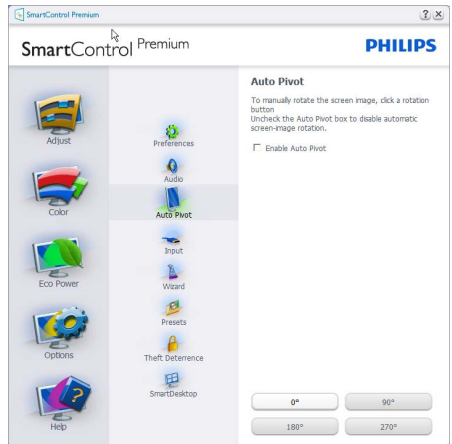 SmartControl Premium
SmartControl Premium
PHILIPS
Adjust
Color
Eco Power
Options
Help
Preferences
Audio
Auto Pivot
Input
Wizard
Presets
Theft Deterrence
SmartDesktop
Auto Pivot
To manually rotate the screen image, click a rotation
button
Uncheck the Auto Pivot box to disable automatic
screen-image rotation.
Enable Auto Pivot
0° 90°
180° 270°